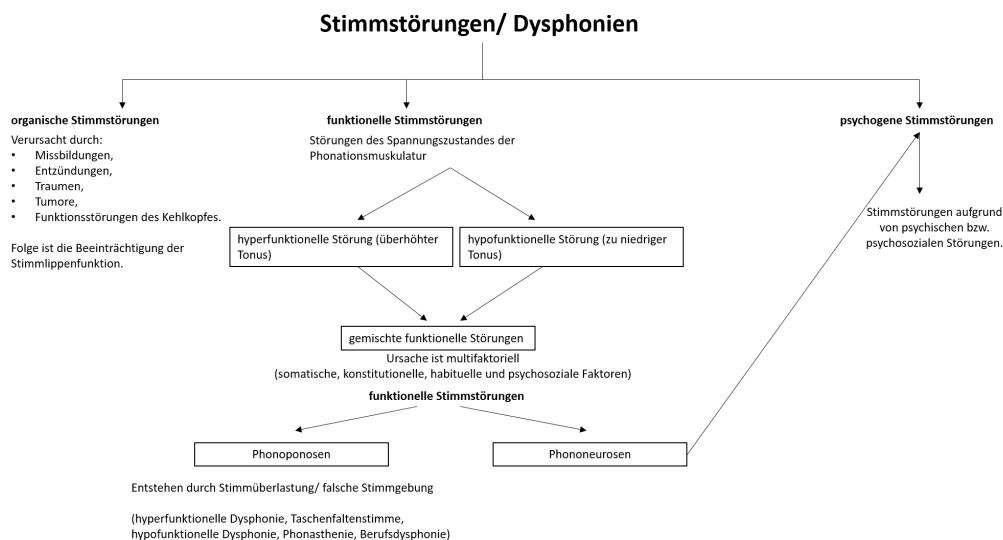 Stimmstörungen/ Dysphonien
organische Stimmstörungen
Verursacht durch:
• Missbildungen,
• Entzündungen,
• Traumen,
• Tumore,
• Funktionsstörungen des Kehlkopfes.
Folge ist die Beeinträchtigung der
Stimmlippenfunktion.
funktionelle Stimmstörungen
Störungen des Spannungszustandes der
Phonationsmuskulatur
hyperfunktionelle Störung (überhöhter
Tonus)
hypofunktionelle Störung (zu niedriger
Tonus)
gemischte funktionelle Störungen
Ursache ist multifaktoriell
(somatische, konstitutionelle, habituelle und psychosoziale Faktoren)
funktionelle Stimmstörungen
Phonoponosen
Phononeurosen
Entstehen durch Stimmüberlastung/ falsche Stimmgebung
(hyperfunktionelle Dysphonie, Taschenfaltenstimme,
hypofunktionelle Dysphonie, Phonasthenie, Berufsdysphonie)
psychogene Stimmstörungen
Stimmstörungen aufgrund
von psychischen bzw.
psychosozialen Störungen.